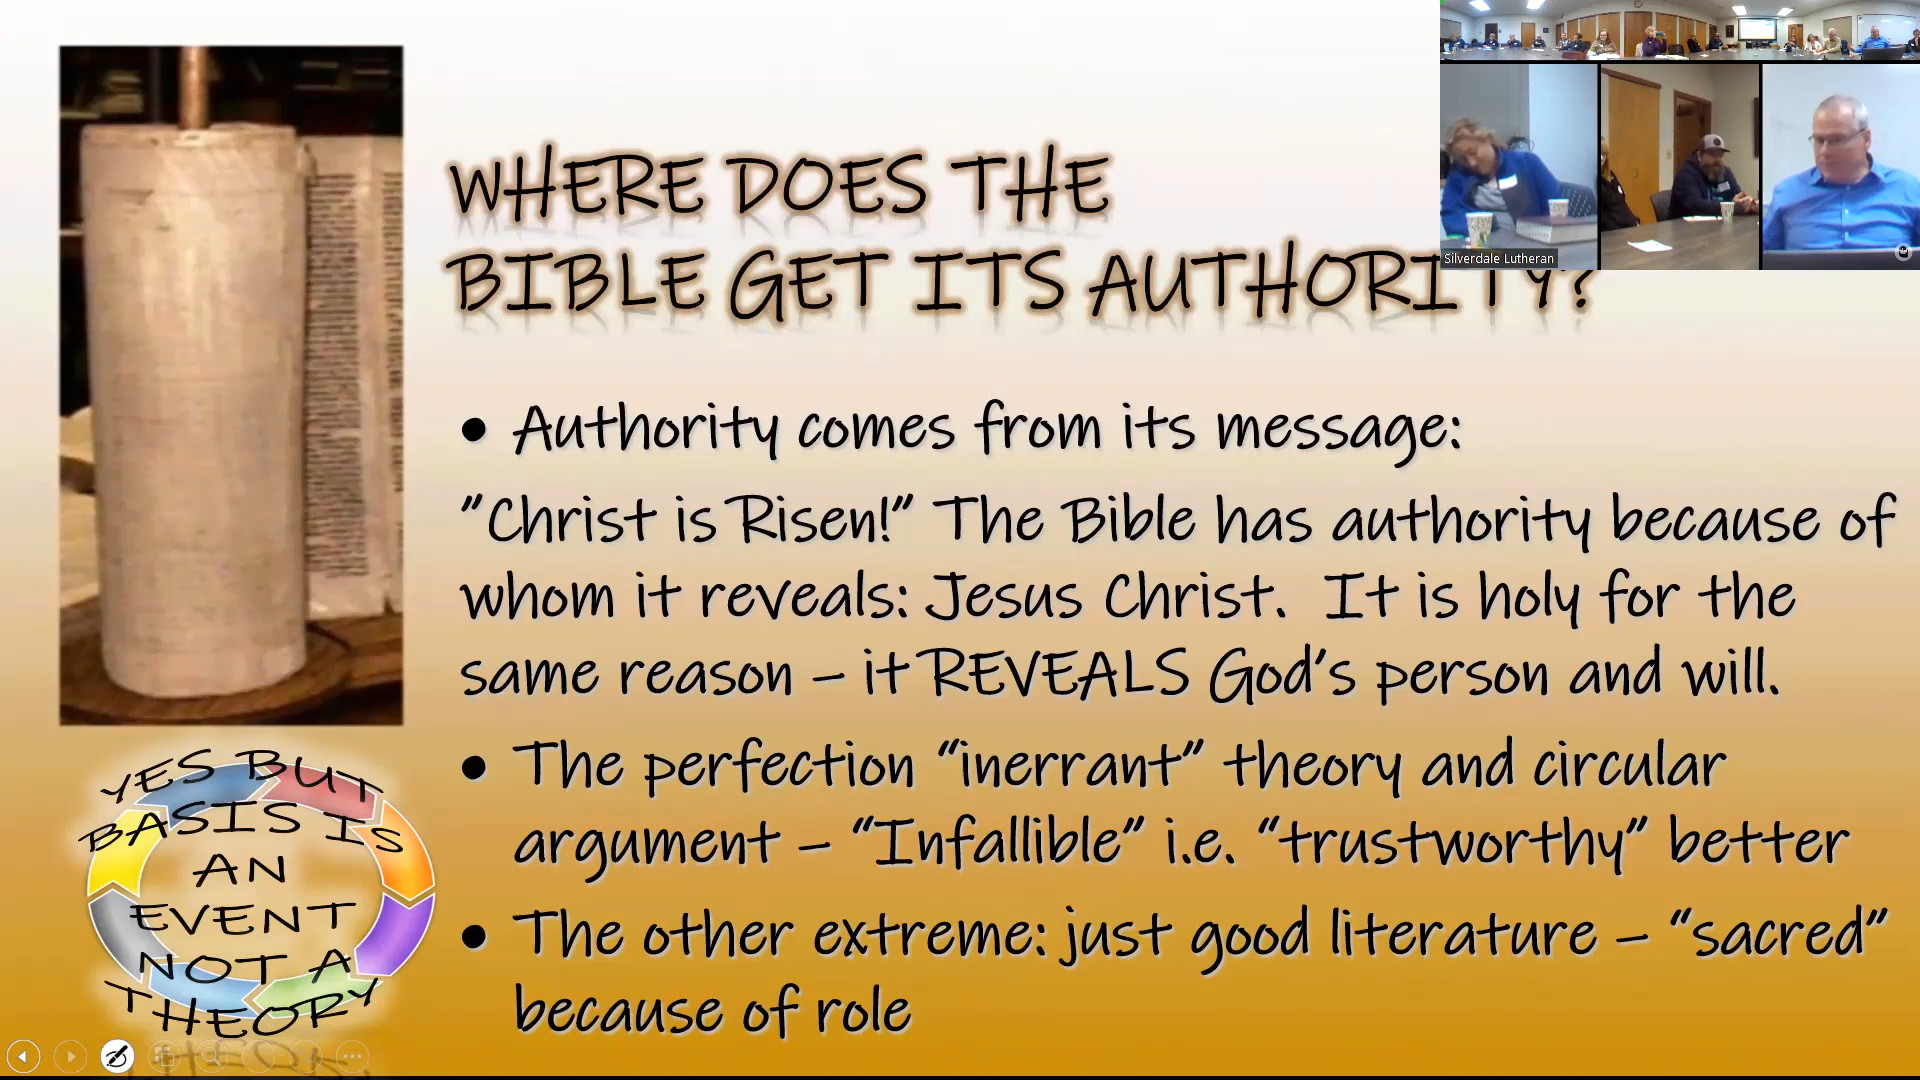 WHERE DOES THE
BIBLE GET ITS AUTHORITY?
Silverdale Lutheran
• Authority comes from its message:
"Christ is Risen!" The Bible has authority because of
whom it reveals: Jesus Christ. It is holy for the
same reason – it REVEALS God's person and will.
• The perfection "inerrant" theory and circular
argument – "Infallible" i.e. "trustworthy" better
• The other extreme: just good literature – "sacred"
because of role
YES BUT
BASIS IS
AN
EVENT
NOT A
THEORY